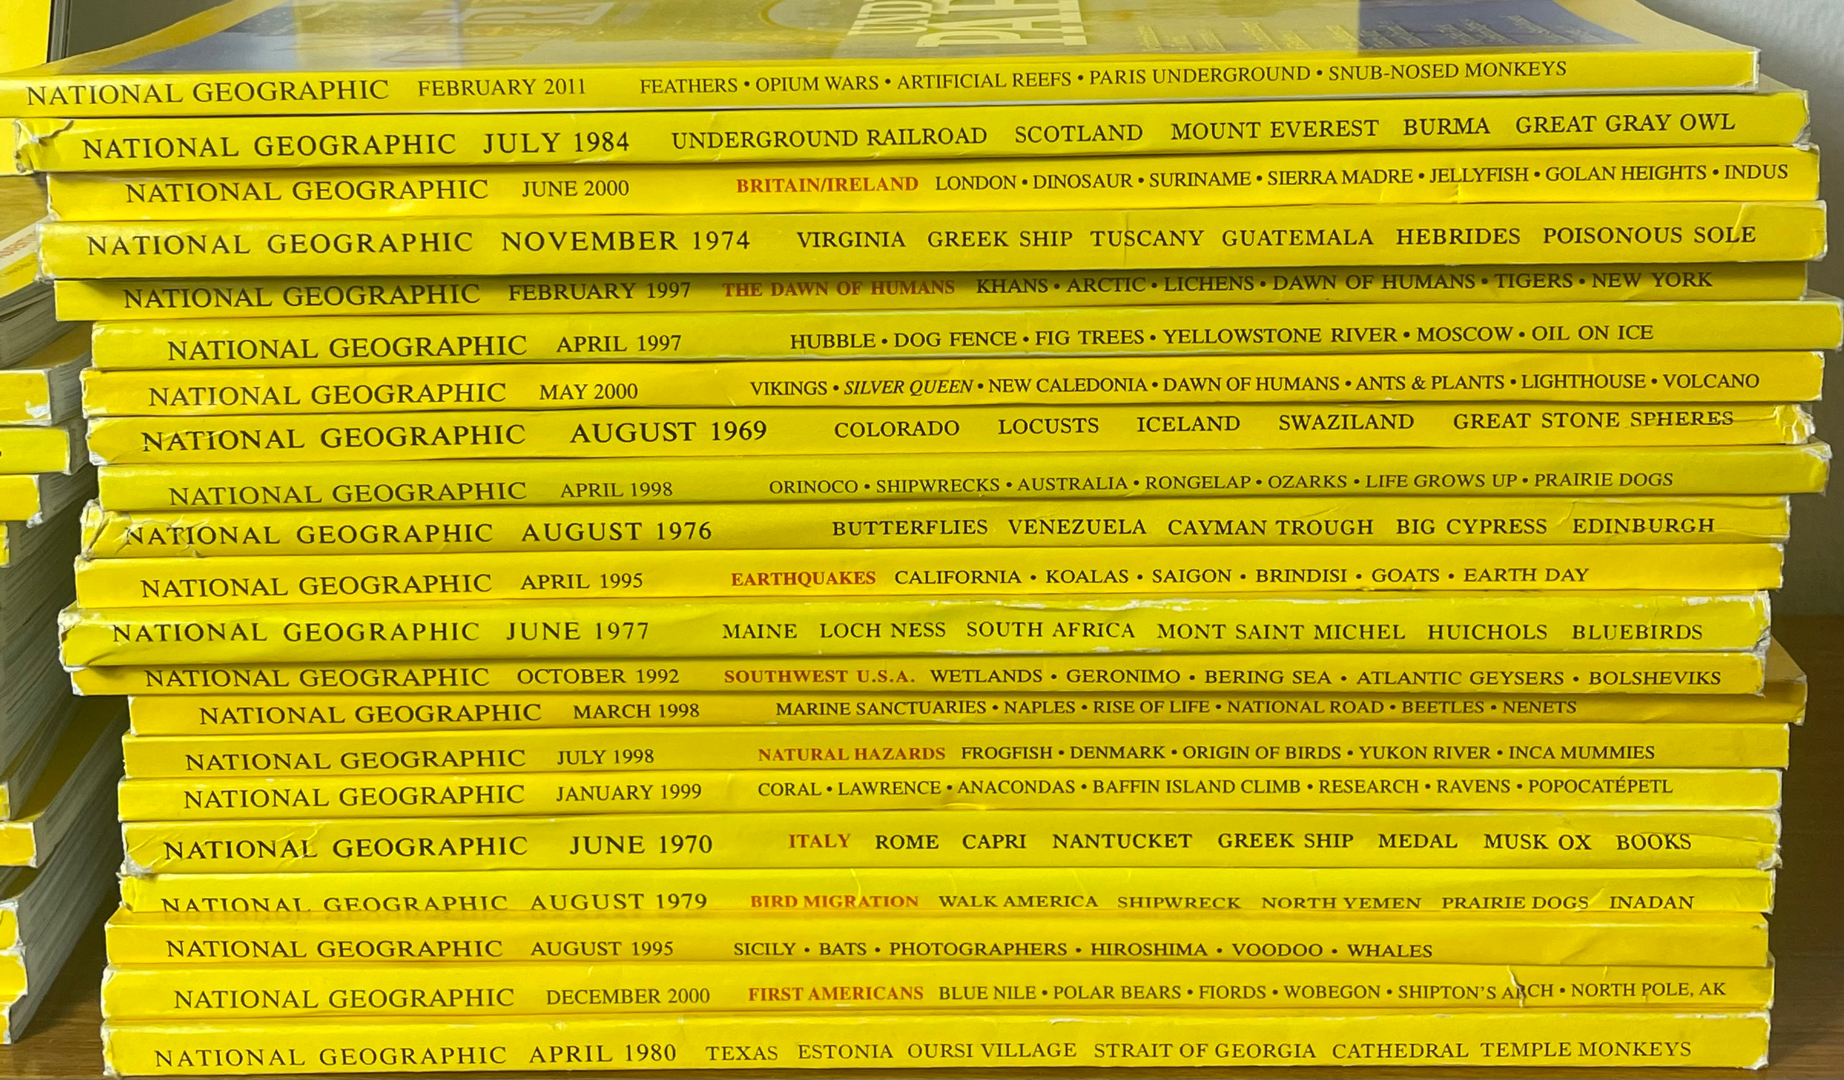 NATIONAL GEOGRAPHIC FEBRUARY 2011 FEATHERS • OPIUM WARS • ARTIFICIAL REEFS • PARIS UNDERGROUND • SNUB-NOSED MONKEYS
NATIONAL GEOGRAPHIC JULY 1984 UNDERGROUND RAILROAD SCOTLAND MOUNT EVEREST BURMA GREAT GRAY OWL
NATIONAL GEOGRAPHIC JUNE 2000 BRITAIN/IRELAND LONDON • DINOSAUR • SURINAME • SIERRA MADRE • JELLYFISH • GOLAN HEIGHTS • INDUS
NATIONAL GEOGRAPHIC NOVEMBER 1974 VIRGINIA GREEK SHIP TUSCANY GUATEMALA HEBRIDES POISONOUS SOLE
NATIONAL GEOGRAPHIC FEBRUARY 1997 THE DAWN OF HUMANS KHANS • ARCTIC • LICHENS • DAWN OF HUMANS • TIGERS • NEW YORK
NATIONAL GEOGRAPHIC APRIL 1997 HUBBLE • DOG FENCE • FIG TREES • YELLOWSTONE RIVER • MOSCOW • OIL ON ICE
NATIONAL GEOGRAPHIC MAY 2000 VIKINGS • SILVER QUEEN • NEW CALEDONIA • DAWN OF HUMANS • ANTS & PLANTS • LIGHTHOUSE • VOLCANO
NATIONAL GEOGRAPHIC AUGUST 1969 COLORADO LOCUSTS ICELAND SWAZILAND GREAT STONE SPHERES
NATIONAL GEOGRAPHIC APRIL 1998 ORINOCO • SHIPWRECKS • AUSTRALIA • RONGELAP • OZARKS • LIFE GROWS UP • PRAIRIE DOGS
NATIONAL GEOGRAPHIC AUGUST 1976 BUTTERFLIES VENEZUELA CAYMAN TROUGH BIG CYPRESS EDINBURGH
NATIONAL GEOGRAPHIC APRIL 1995 EARTHQUAKES CALIFORNIA • KOALAS • SAIGON • BRINDISI • GOATS • EARTH DAY
NATIONAL GEOGRAPHIC JUNE 1977 MAINE LOCH NESS SOUTH AFRICA MONT SAINT MICHEL HUICHOLS BLUEBIRDS
NATIONAL GEOGRAPHIC OCTOBER 1992 SOUTHWEST U.S.A. WETLANDS • GERONIMO • BERING SEA • ATLANTIC GEYSERS • BOLSHEVIKS
NATIONAL GEOGRAPHIC MARCH 1998 MARINE SANCTUARIES • NAPLES • RISE OF LIFE • NATIONAL ROAD • BEETLES • NENETS
NATIONAL GEOGRAPHIC JULY 1998 NATURAL HAZARDS FROGFISH • DENMARK • ORIGIN OF BIRDS • YUKON RIVER • INCA MUMMIES
NATIONAL GEOGRAPHIC JANUARY 1999 CORAL • LAWRENCE • ANACONDAS • BAFFIN ISLAND CLIMB • RESEARCH • RAVENS • POPOCATÉPETL
NATIONAL GEOGRAPHIC JUNE 1970 ITALY ROME CAPRI NANTUCKET GREEK SHIP MEDAL MUSK OX BOOKS
NATIONAL GEOGRAPHIC AUGUST 1979 BIRD MIGRATION WALK AMERICA SHIPWRECK NORTH YEMEN PRAIRIE DOGS INADAN
NATIONAL GEOGRAPHIC AUGUST 1995 SICILY • BATS • PHOTOGRAPHERS • HIROSHIMA • VOODOO • WHALES
NATIONAL GEOGRAPHIC DECEMBER 2000 FIRST AMERICANS BLUE NILE • POLAR BEARS • FIORDS • WOBEGON • SHIPTON'S ARCH • NORTH POLE, AK
NATIONAL GEOGRAPHIC APRIL 1980 TEXAS ESTONIA OURSI VILLAGE STRAIT OF GEORGIA CATHEDRAL TEMPLE MONKEYS